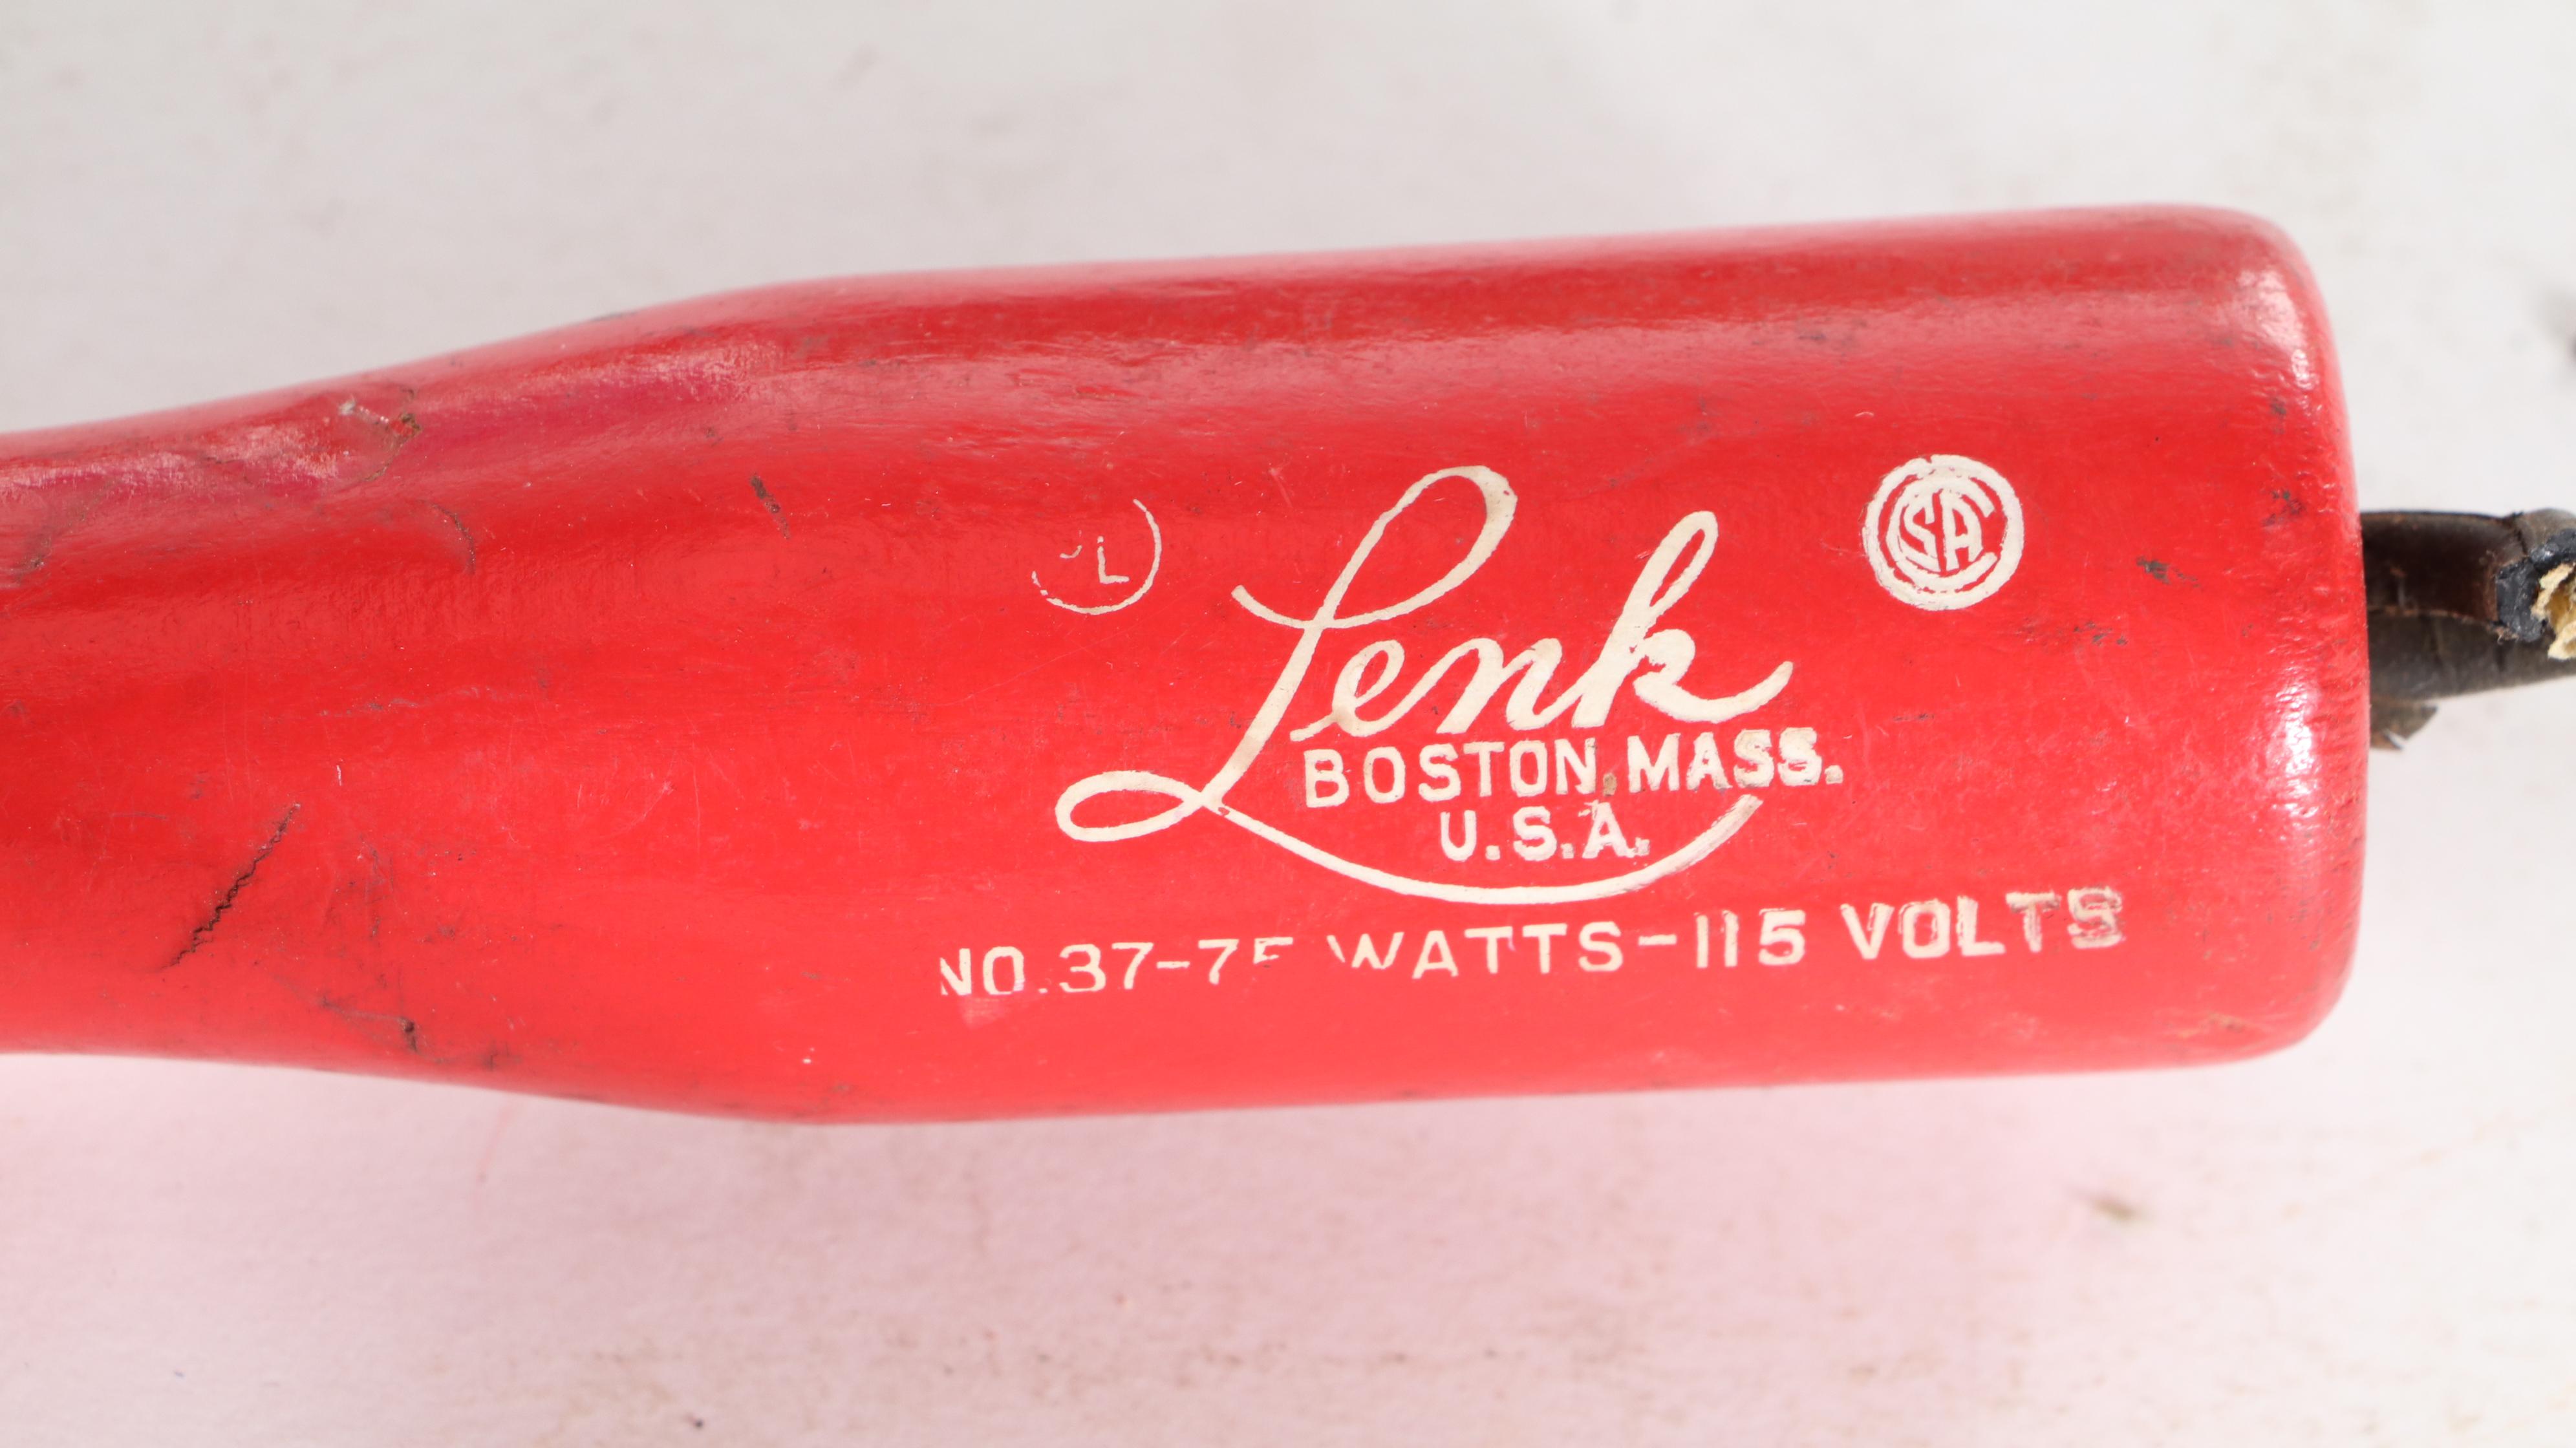 UL
Lenk
CSA
BOSTON, MASS.
U.S.A.
NO. 37-75 WATTS-115 VOLTS